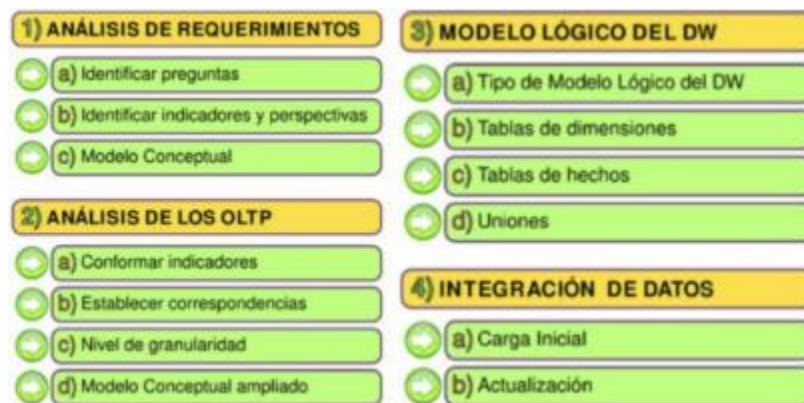 1) ANÁLISIS DE REQUERIMIENTOS
a) Identificar preguntas
b) Identificar indicadores y perspectivas
c) Modelo Conceptual
2) ANÁLISIS DE LOS OLTP
a) Conformar indicadores
b) Establecer correspondencias
c) Nivel de granularidad
d) Modelo Conceptual ampliado
3) MODELO LÓGICO DEL DW
a) Tipo de Modelo Lógico del DW
b) Tablas de dimensiones
c) Tablas de hechos
d) Uniones
4) INTEGRACIÓN DE DATOS
a) Carga Inicial
b) Actualización